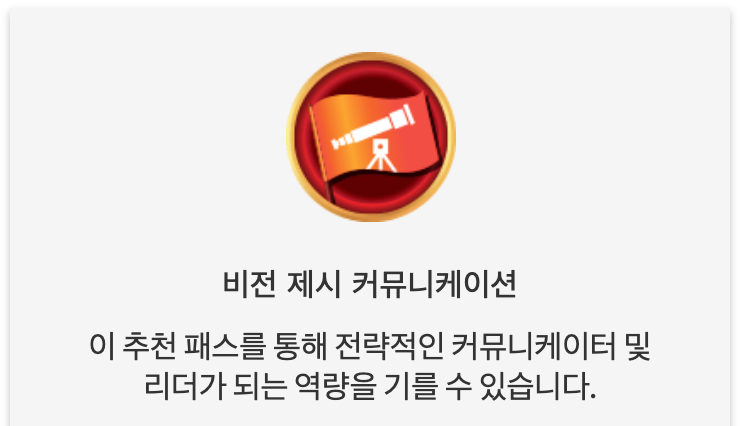 비전 제시 커뮤니케이션
이 추천 패스를 통해 전략적인 커뮤니케이터 및
리더가 되는 역량을 기를 수 있습니다.